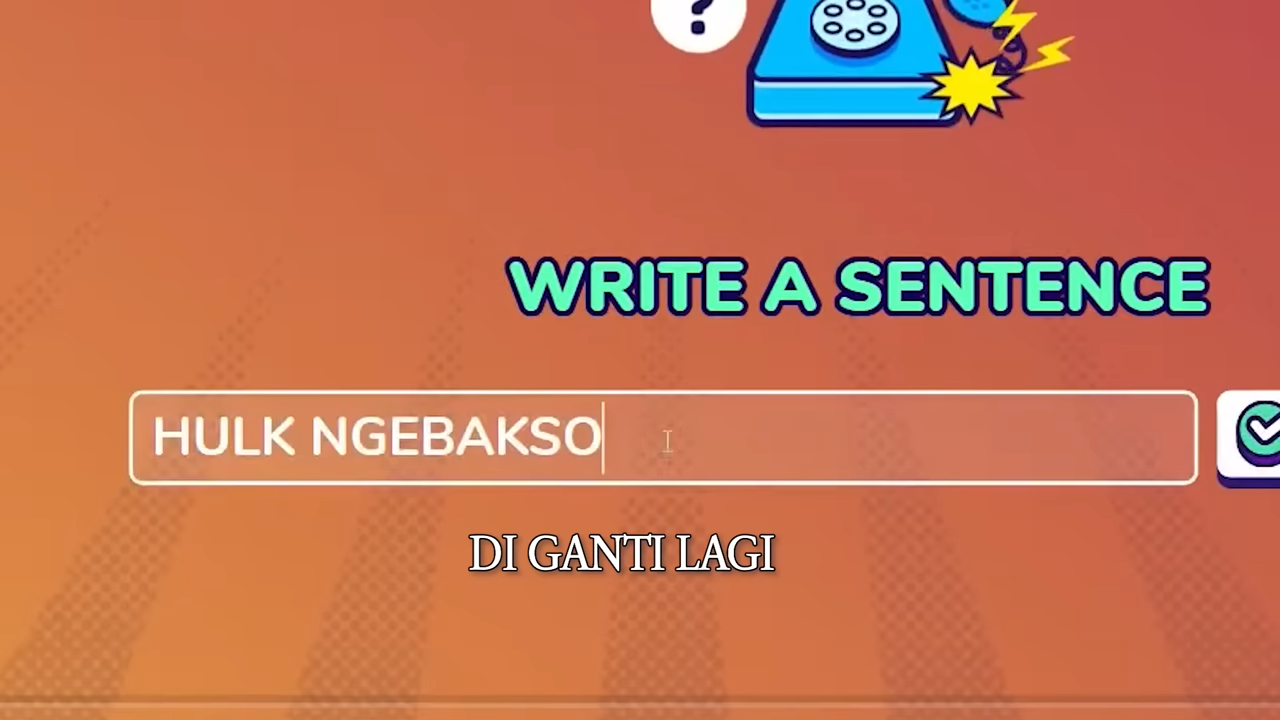 ?
WRITE A SENTENCE
HULK NGEBAKSO
DI GANTI LAGI